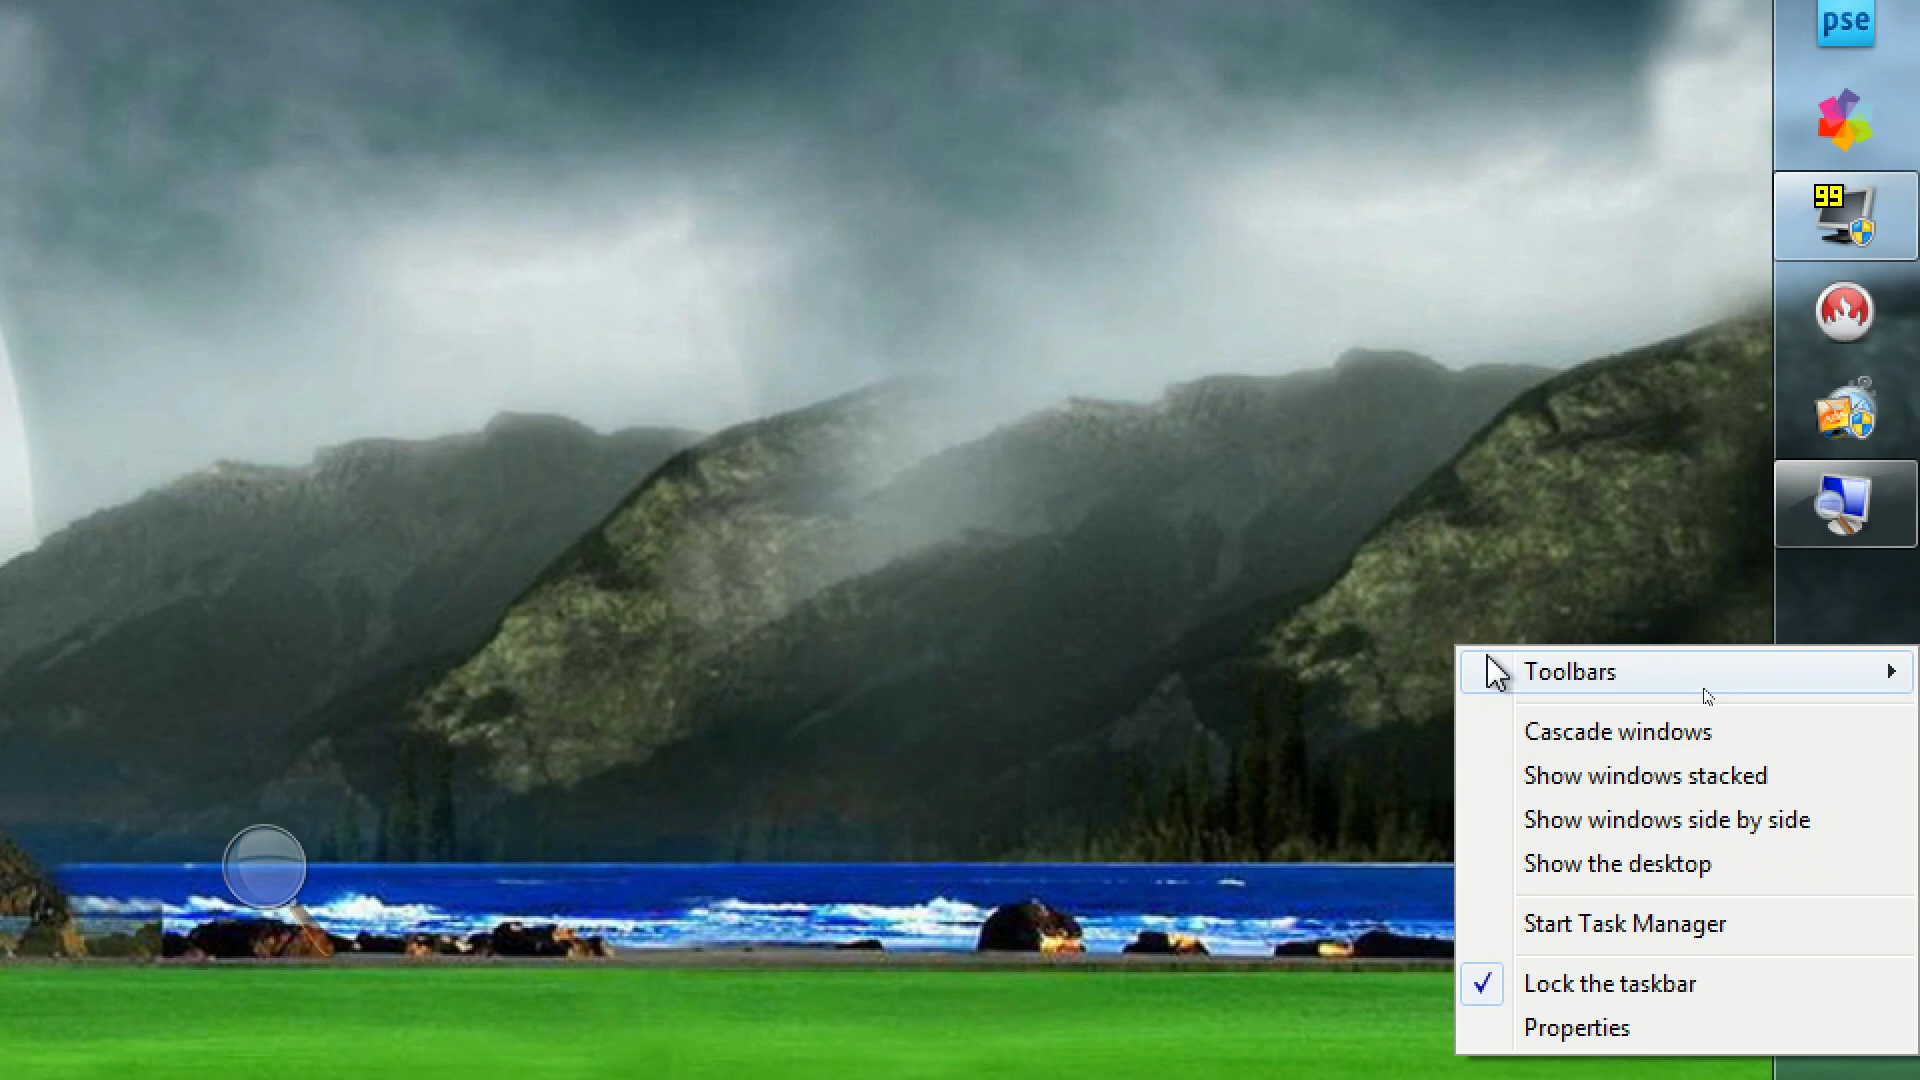 pse
99
Toolbars
Cascade windows
Show windows stacked
Show windows side by side
Show the desktop
Start Task Manager
Lock the taskbar
Properties